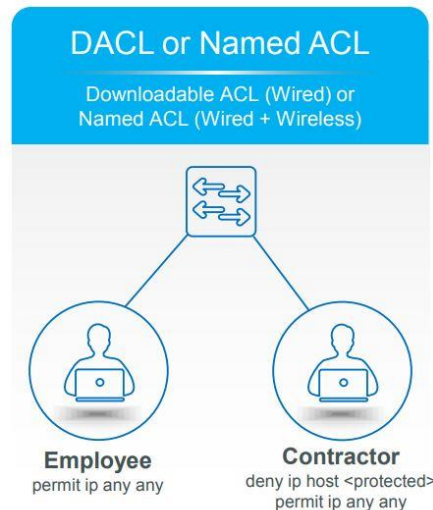 DACL or Named ACL
Downloadable ACL (Wired) or
Named ACL (Wired + Wireless)
Employee
permit ip any any
Contractor
deny ip host <protected>
permit ip any any